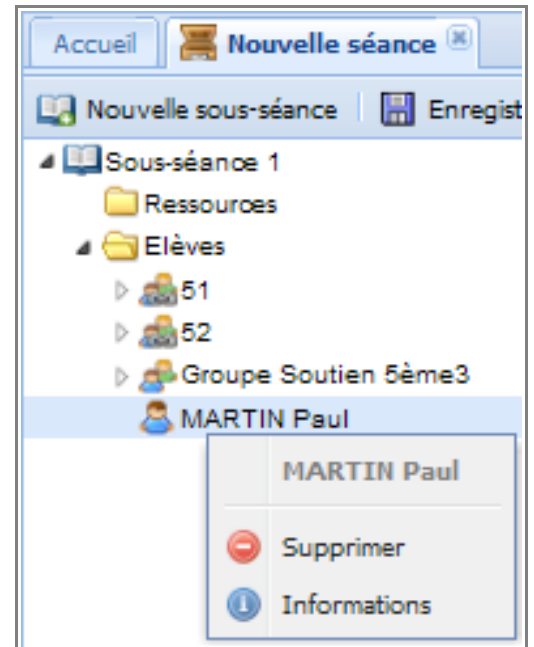 Accueil Nouvelle séance
Nouvelle sous-séance Enregist
Sous-séance 1
Ressources
Elèves
51
52
Groupe Soutien 5ème3
MARTIN Paul
MARTIN Paul
Supprimer
Informations